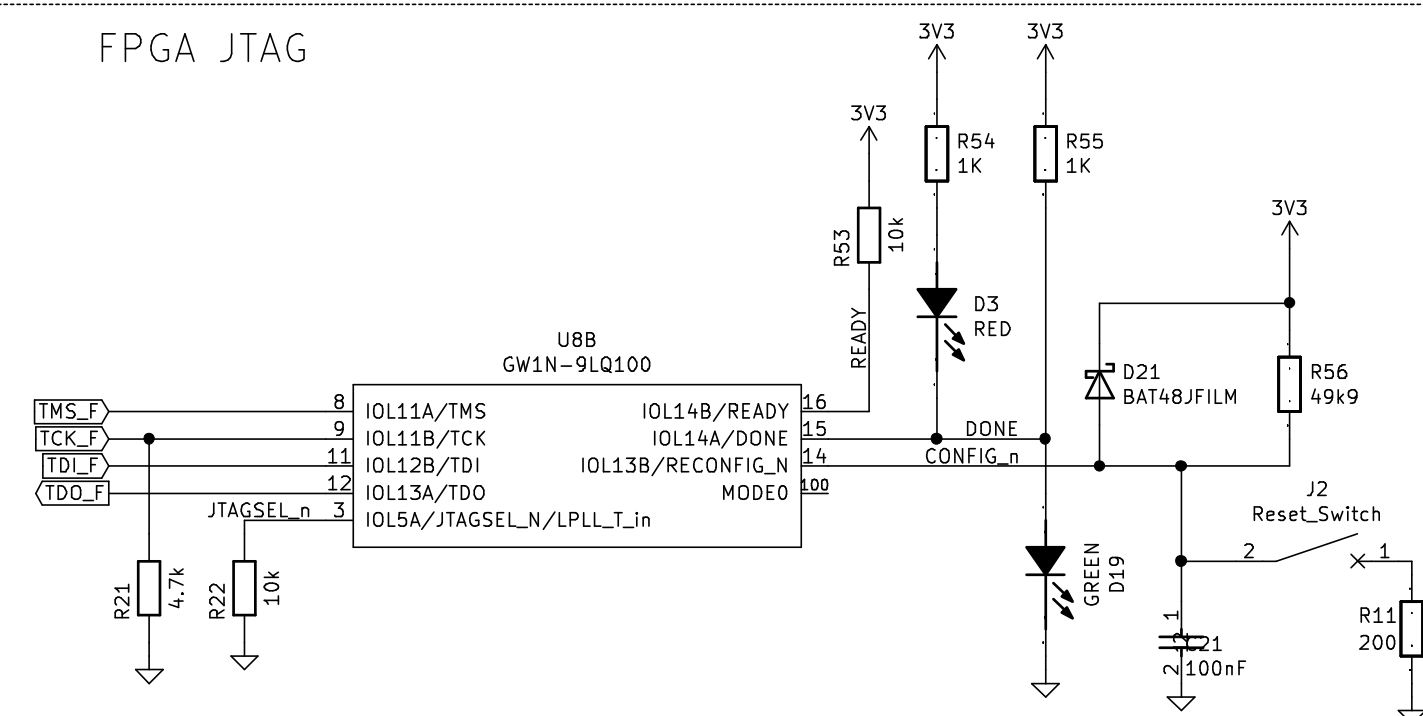 FPGA JTAG
3V3
3V3
3V3
R54
1K
R55
1K
R53
10k
3V3
READY
D3
RED
U8B
GW1N-9LQ100
D21
BAT48JFILM
R56
49k9
TMS_F
8
IOL11A/TMS
IOL14B/READY
16
TCK_F
9
IOL11B/TCK
IOL14A/DONE
15
DONE
TDI_F
11
IOL12B/TDI
IOL13B/RECONFIG_N
14
CONFIG_n
TDO_F
12
IOL13A/TDO
MODE0
100
JTAGSEL_n
3
IOL5A/JTAGSEL_N/LPLL_T_in
J2
Reset_Switch
2
1
R21
4.7k
R22
10k
GREEN
D19
1
2
100nF
R11
200